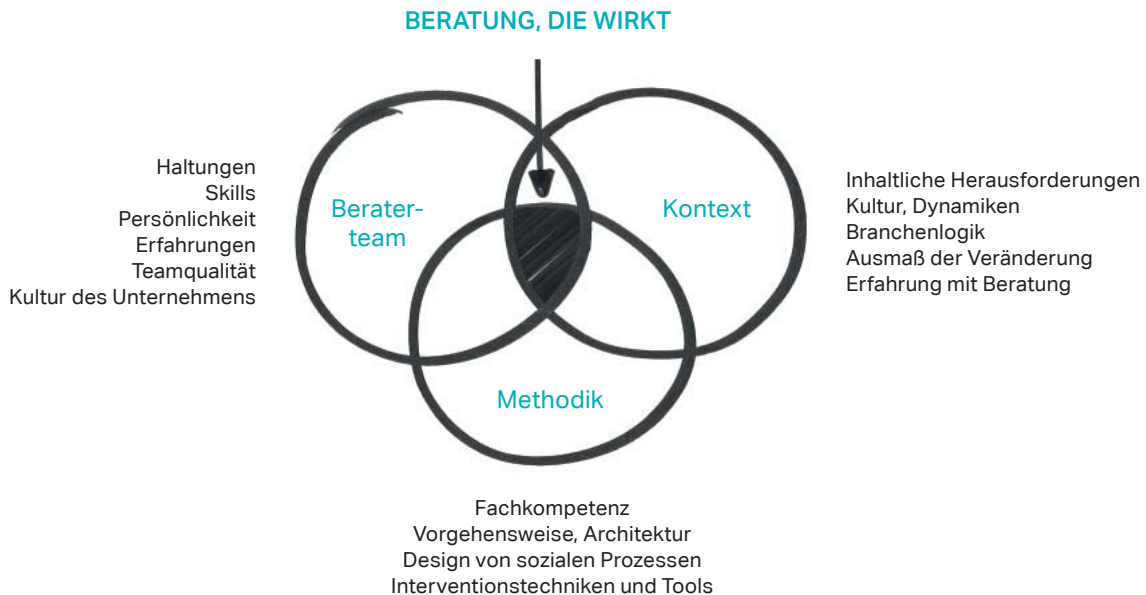 BERATUNG, DIE WIRKT
Haltungen
Skills
Persönlichkeit
Erfahrungen
Teamqualität
Kultur des Unternehmens
Berater-
team
Kontext
Inhaltliche Herausforderungen
Kultur, Dynamiken
Branchenlogik
Ausmaß der Veränderung
Erfahrung mit Beratung
Methodik
Fachkompetenz
Vorgehensweise, Architektur
Design von sozialen Prozessen
Interventionstechniken und Tools